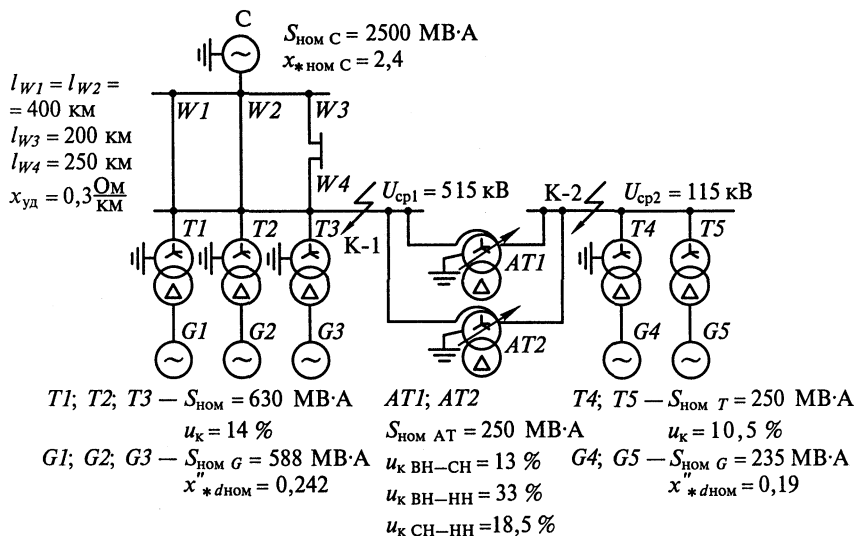 C
S_ном C = 2500 МВ·А
x_*ном C = 2,4
l_W1 = l_W2 =
= 400 км
l_W3 = 200 км
l_W4 = 250 км
x_уд = 0,3 Ом/км
W1 W2 W3
W4
U_ср1 = 515 кВ
К-2
U_ср2 = 115 кВ
T1 T2 T3
К-1
AT1
T4 T5
G1 G2 G3
AT2
G4 G5
T1; T2; T3 — S_ном = 630 МВ·А
u_к = 14 %
G1; G2; G3 — S_ном G = 588 МВ·А
x″_*dном = 0,242
AT1; AT2
S_ном АТ = 250 МВ·А
u_к ВН–СН = 13 %
u_к ВН–НН = 33 %
u_к СН–НН = 18,5 %
T4; T5 — S_ном T = 250 МВ·А
u_к = 10,5 %
G4; G5 — S_ном G = 235 МВ·А
x″_*dном = 0,19